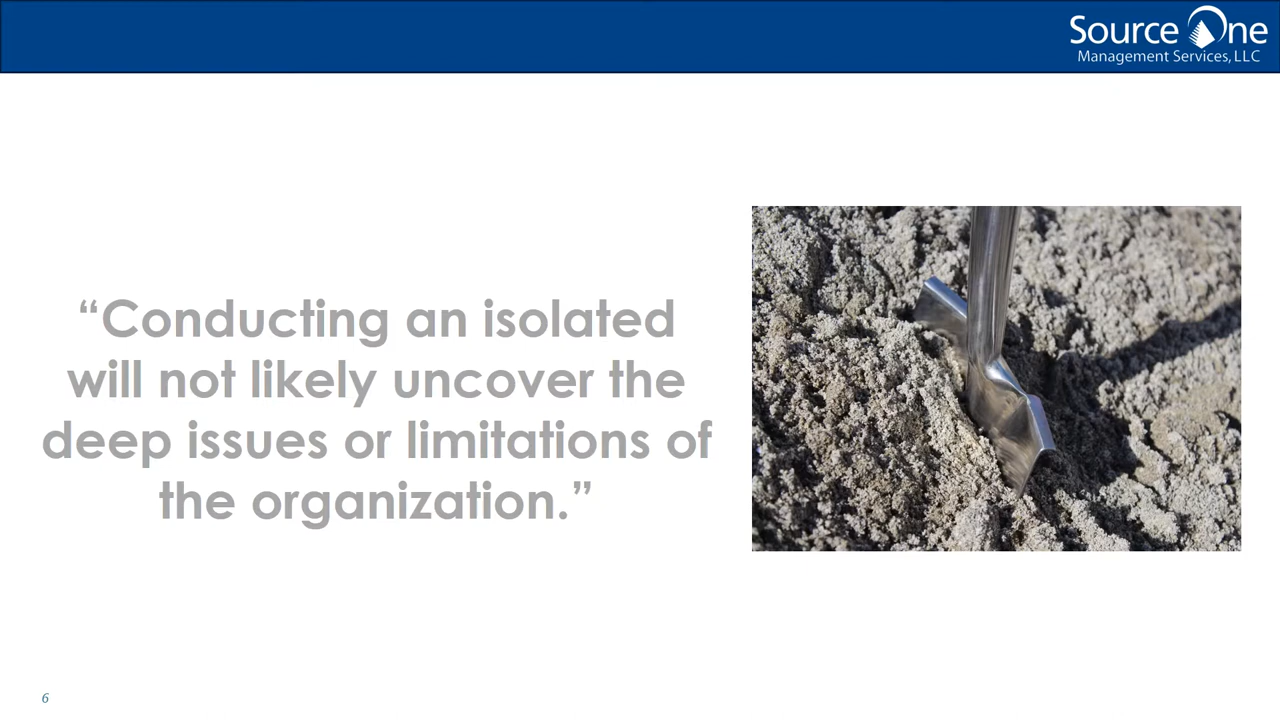 Source One
Management Services, LLC
“Conducting an isolated
will not likely uncover the
deep issues or limitations of
the organization.”
6